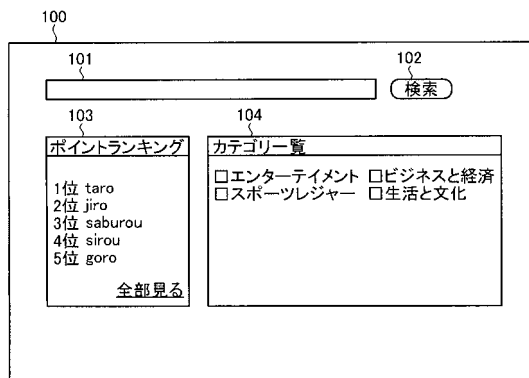 100
101
102
検索
103
104
ポイントランキング
カテゴリー覧
1位 taro
2位 jiro
3位 saburou
4位 sirou
5位 goro
全部見る
□エンターテイメント □ビジネスと経済
□スポーツレジャー □生活と文化